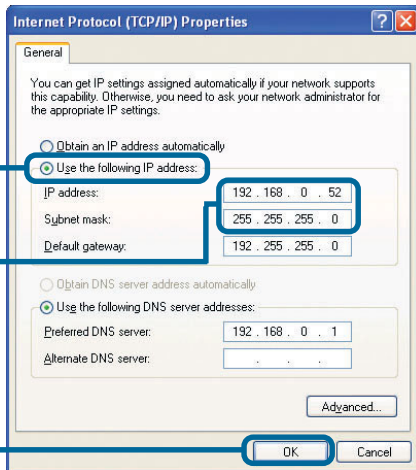 Internet Protocol (TCP/IP) Properties
General
You can get IP settings assigned automatically if your network supports
this capability. Otherwise, you need to ask your network administrator for
the appropriate IP settings.
Obtain an IP address automatically
Use the following IP address:
IP address: 192 . 168 . 0 . 52
Subnet mask: 255 . 255 . 255 . 0
Default gateway: 192 . 255 . 255 . 0
Obtain DNS server address automatically
Use the following DNS server addresses:
Preferred DNS server: 192 . 168 . 0 . 1
Alternate DNS server: . . .
Advanced...
OK Cancel